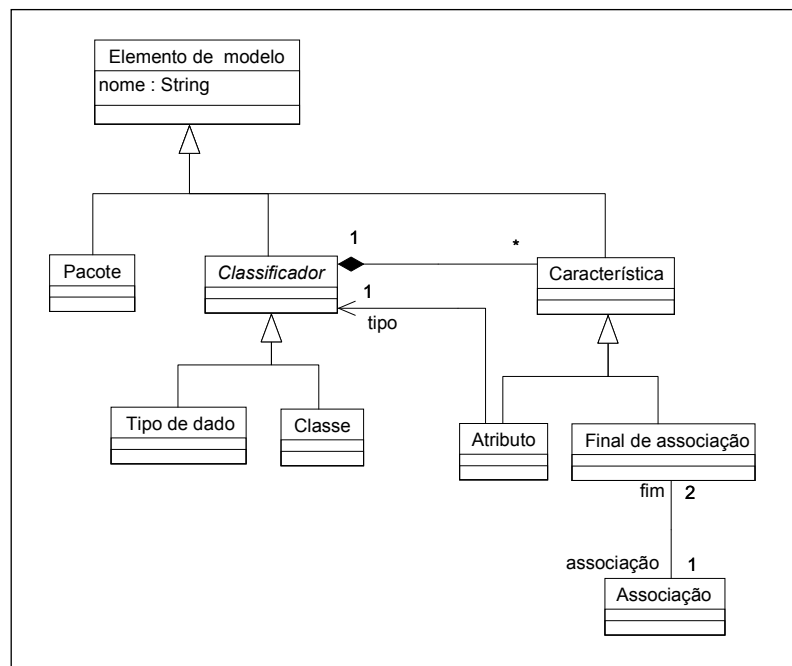 Elemento de modelo
nome : String
1
*
Pacote
Classificador
Característica
1
tipo
Tipo de dado
Classe
Atributo
Final de associação
fim
2
associação
1
Associação